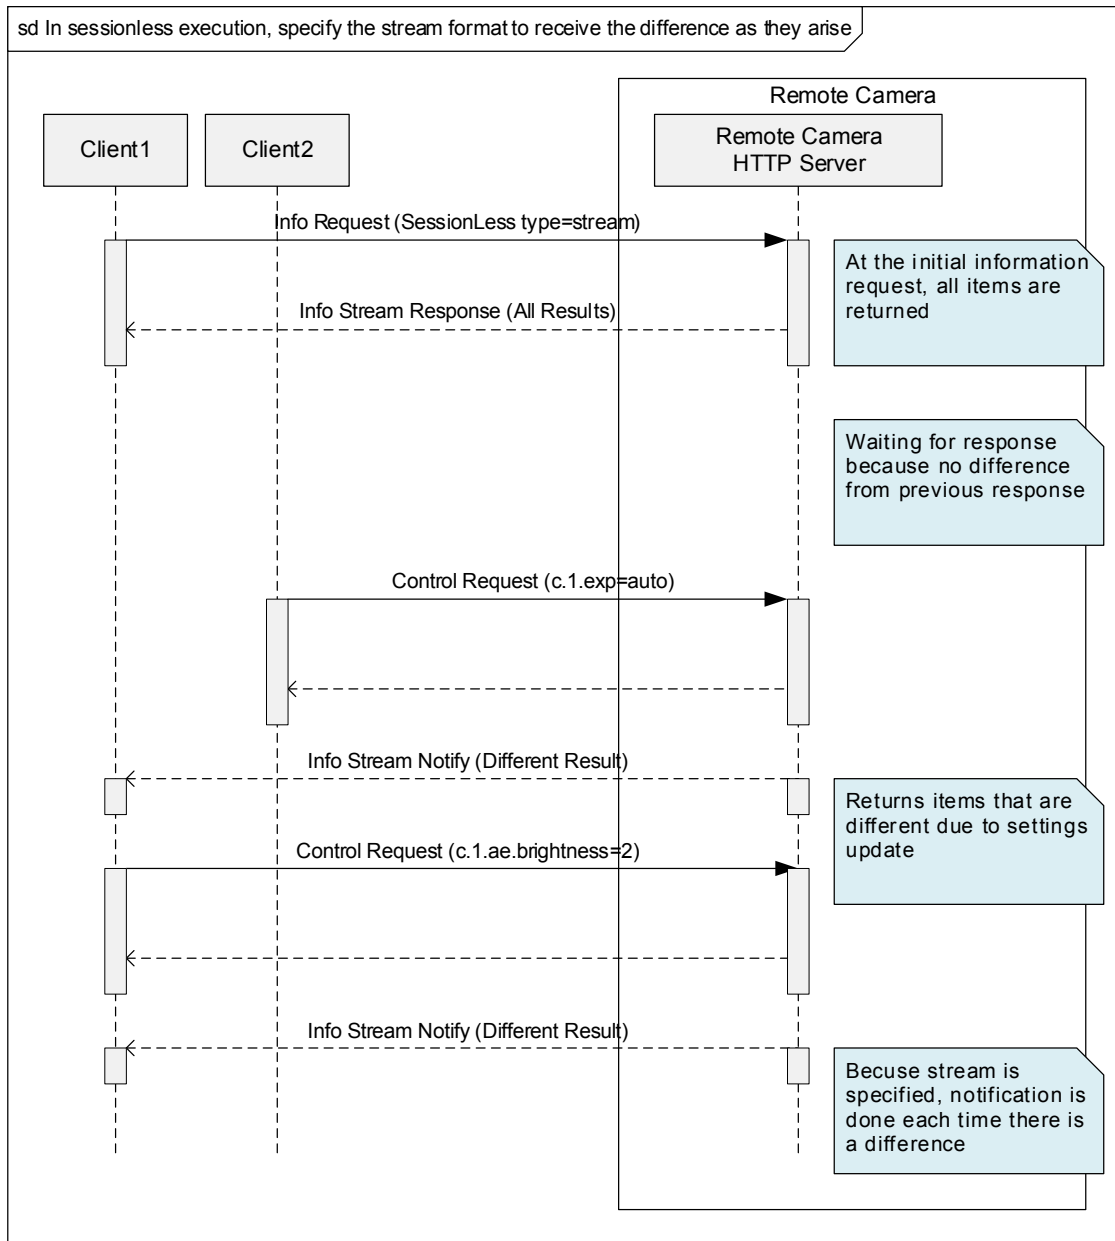 sd In sessionless execution, specify the stream format to receive the difference as they arise
Remote Camera
Client1
Client2
Remote Camera
HTTP Server
Info Request (SessionLess type=stream)
At the initial information
request, all items are
returned
Info Stream Response (All Results)
Waiting for response
because no difference
from previous response
Control Request (c.1.exp=auto)
Info Stream Notify (Different Result)
Returns items that are
different due to settings
update
Control Request (c.1.ae.brightness=2)
Info Stream Notify (Different Result)
Becuse stream is
specified, notification is
done each time there is
a difference